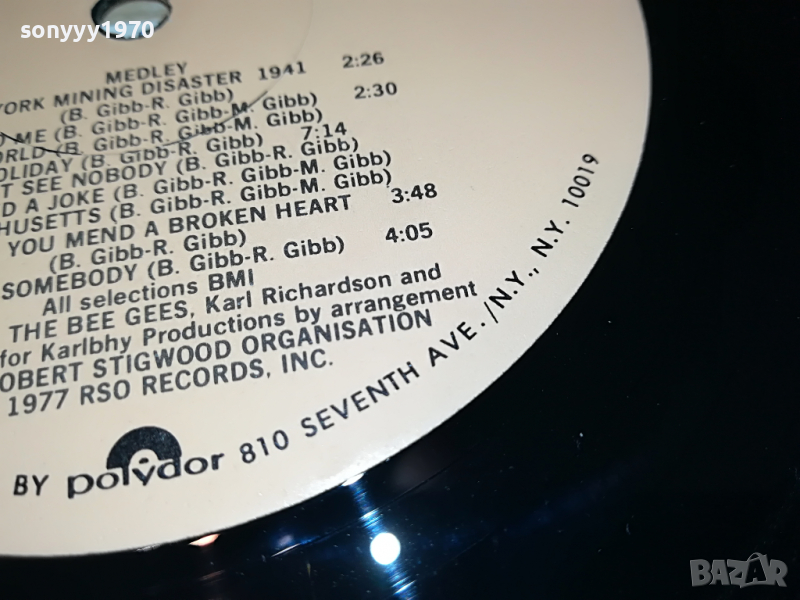 sonyyy1970
MEDLEY
YORK MINING DISASTER 1941 2:26
(B. Gibb-R. Gibb)
ME (B. Gibb-R. Gibb-M. Gibb) 2:30
ORLD (B. Gibb-R. Gibb-M. Gibb)
OLIDAY (B. Gibb-R. Gibb) 7:14
T SEE NOBODY (B. Gibb-R. Gibb)
D A JOKE (B. Gibb-R. Gibb-M. Gibb)
HUSETTS (B. Gibb-R. Gibb-M. Gibb)
YOU MEND A BROKEN HEART 3:48
(B. Gibb-R. Gibb)
SOMEBODY (B. Gibb-R. Gibb) 4:05
All selections BMI
THE BEE GEES, Karl Richardson and
for Karlbhy Productions by arrangement
OBERT STIGWOOD ORGANISATION
1977 RSO RECORDS, INC.
BY polydor 810 SEVENTH AVE./N.Y., N.Y. 10019
BAZAR